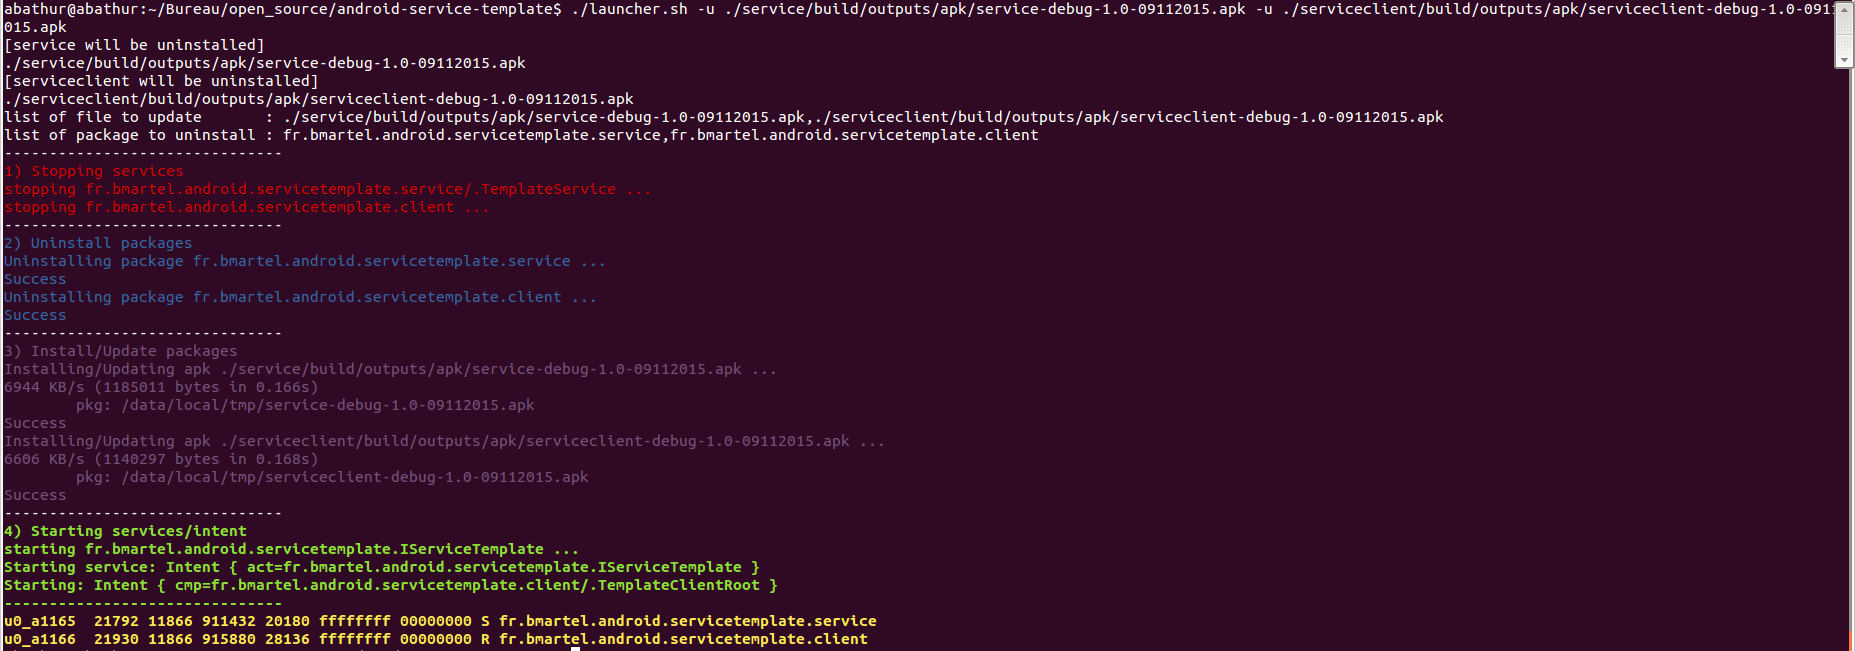 abathur@abathur:~/Bureau/open_source/android-service-template$ ./launcher.sh -u ./service/build/outputs/apk/service-debug-1.0-09112015.apk -u ./serviceclient/build/outputs/apk/serviceclient-debug-1.0-09112
015.apk
[service will be uninstalled]
./service/build/outputs/apk/service-debug-1.0-09112015.apk
[serviceclient will be uninstalled]
./serviceclient/build/outputs/apk/serviceclient-debug-1.0-09112015.apk
list of file to update       : ./service/build/outputs/apk/service-debug-1.0-09112015.apk,./serviceclient/build/outputs/apk/serviceclient-debug-1.0-09112015.apk
list of package to uninstall : fr.bmartel.android.servicetemplate.service,fr.bmartel.android.servicetemplate.client
-------------------------------
1) Stopping services
stopping fr.bmartel.android.servicetemplate.service/.TemplateService ...
stopping fr.bmartel.android.servicetemplate.client ...
-------------------------------
2) Uninstall packages
Uninstalling package fr.bmartel.android.servicetemplate.service ...
Success
Uninstalling package fr.bmartel.android.servicetemplate.client ...
Success
-------------------------------
3) Install/Update packages
Installing/Updating apk ./service/build/outputs/apk/service-debug-1.0-09112015.apk ...
6944 KB/s (1185011 bytes in 0.166s)
        pkg: /data/local/tmp/service-debug-1.0-09112015.apk
Success
Installing/Updating apk ./serviceclient/build/outputs/apk/serviceclient-debug-1.0-09112015.apk ...
6606 KB/s (1140297 bytes in 0.168s)
        pkg: /data/local/tmp/serviceclient-debug-1.0-09112015.apk
Success
-------------------------------
4) Starting services/intent
starting fr.bmartel.android.servicetemplate.IServiceTemplate ...
Starting service: Intent { act=fr.bmartel.android.servicetemplate.IServiceTemplate }
Starting: Intent { cmp=fr.bmartel.android.servicetemplate.client/.TemplateClientRoot }
-------------------------------
u0_a1165  21792 11866 911432 20180 ffffffff 00000000 S fr.bmartel.android.servicetemplate.service
u0_a1166  21930 11866 915880 28136 ffffffff 00000000 R fr.bmartel.android.servicetemplate.client